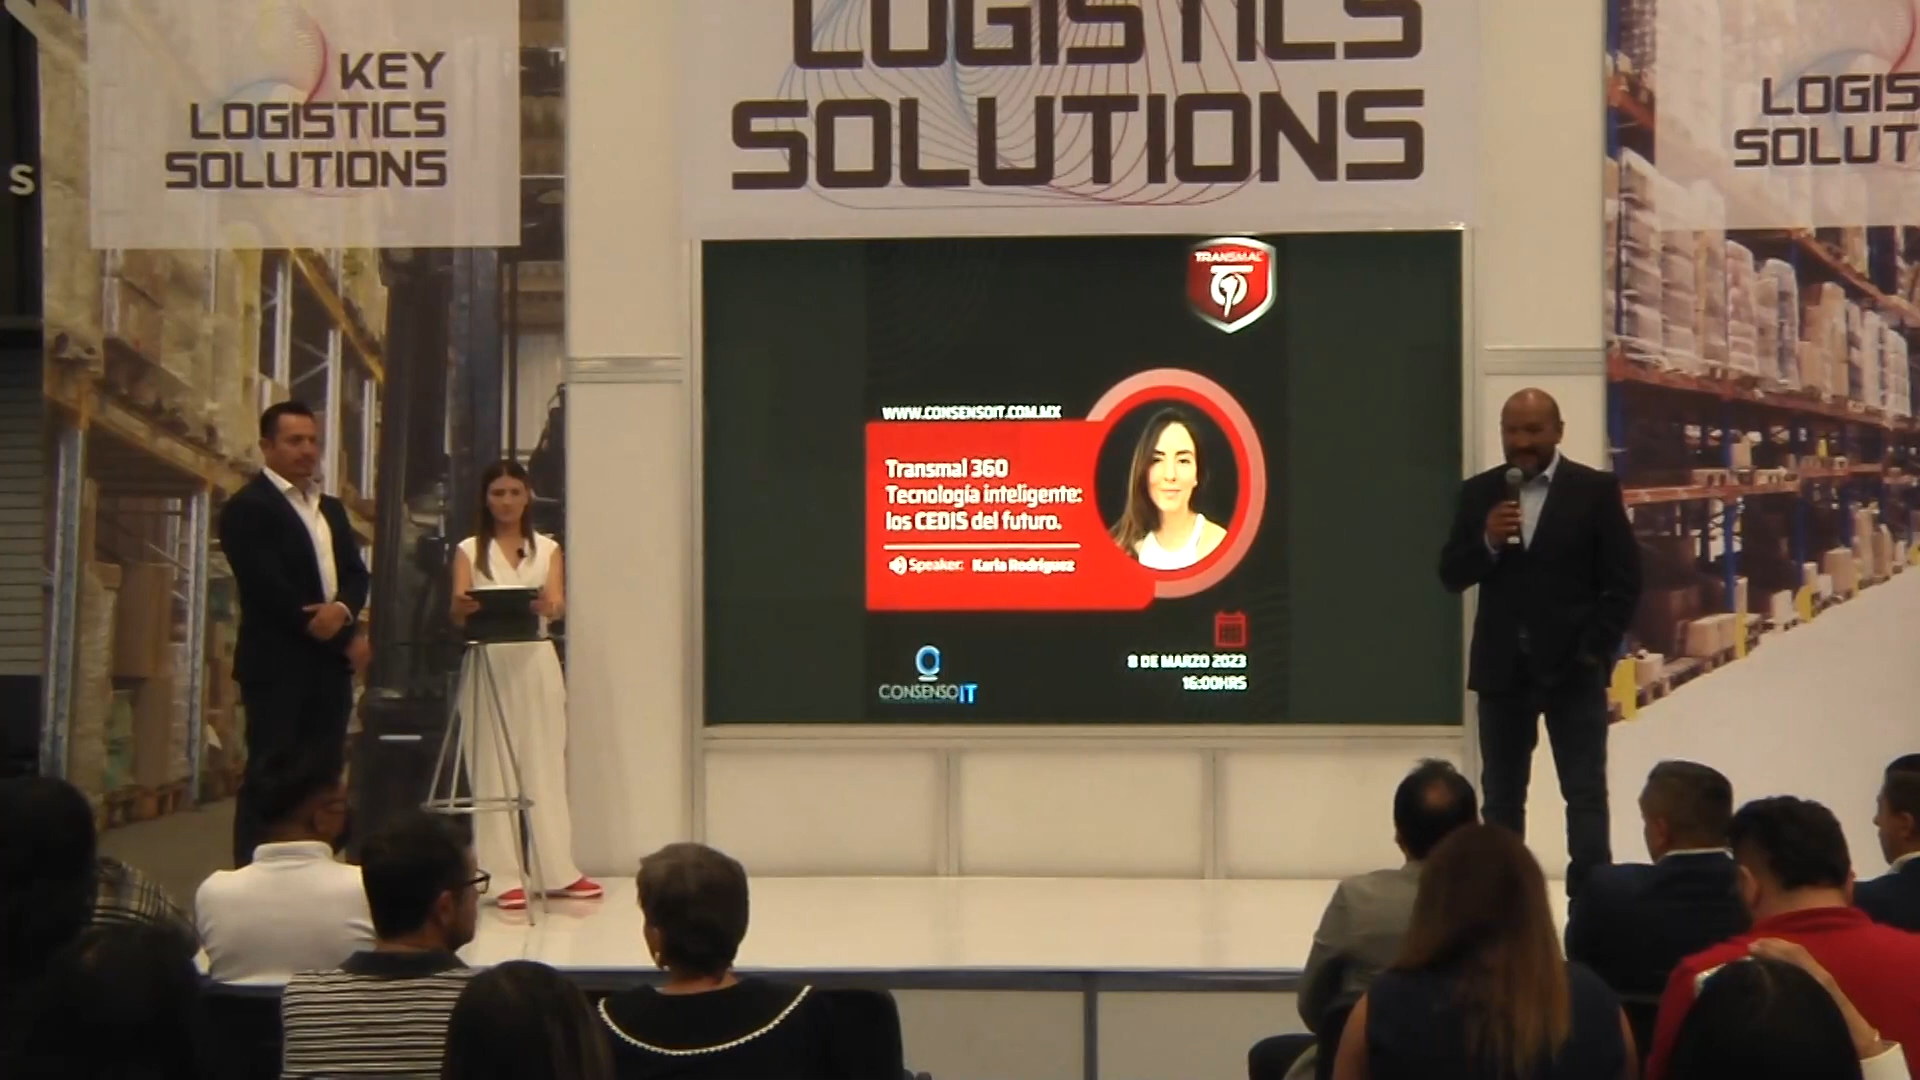 S
KEY
LOGISTICS
SOLUTIONS
LOGISTICS
SOLUTIONS
LOGIS
SOLUT
TRANSMAL
WWW.CONSENSOIT.COM.MX
Transmal 360
Tecnología inteligente:
los CEDIS del futuro.
Speaker: Karla Rodríguez
CONSENSOIT
8 DE MARZO 2023
16:00HRS